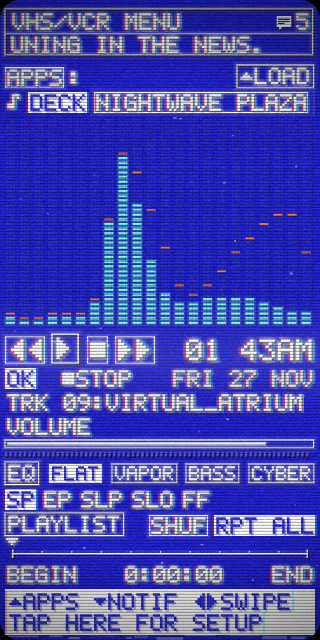 VHS/VCR MENU 5
UNING IN THE NEWS.
APPS: LOAD
DECK NIGHTWAVE PLAZA
01 43AM
OK STOP FRI 27 NOV
TRK 09:VIRTUAL_ATRIUM
VOLUME
EQ FLAT VAPOR BASS CYBER
SP EP SLP SLO FF
PLAYLIST SHUF RPT ALL
BEGIN 0:00:00 END
APPS NOTIF SWIPE
TAP HERE FOR SETUP